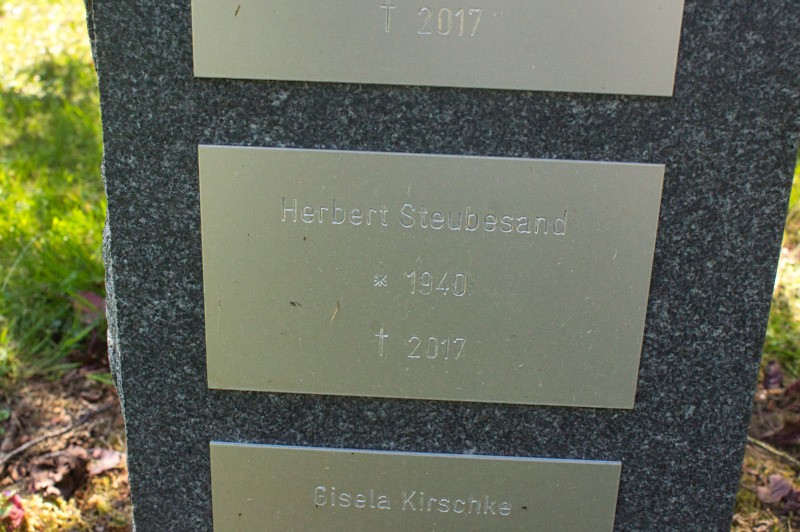 † 2017
Herbert Steubesand
* 1940
† 2017
Gisela Kirschke